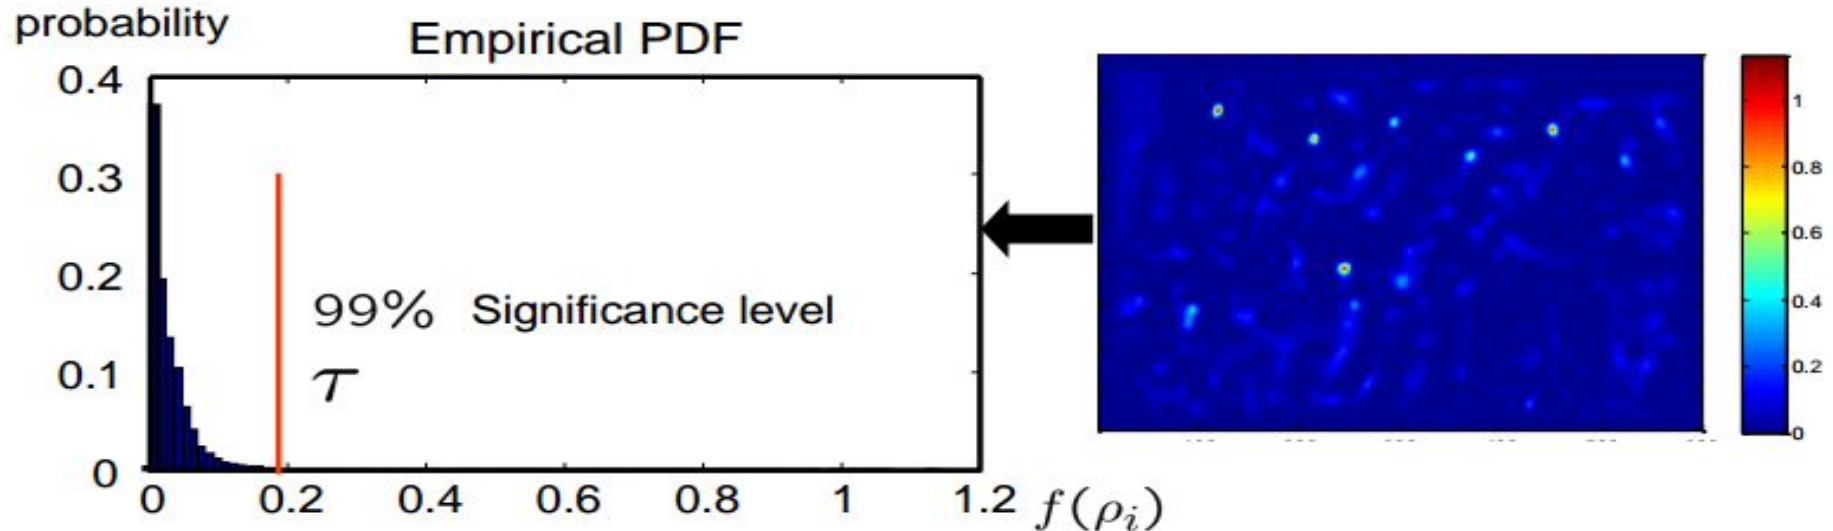 probability
Empirical PDF
0.4
0.3
0.2
0.1
0
99% Significance level
τ
0 0.2 0.4 0.6 0.8 1 1.2 f(ρᵢ)
1
0.8
0.6
0.4
0.2
0